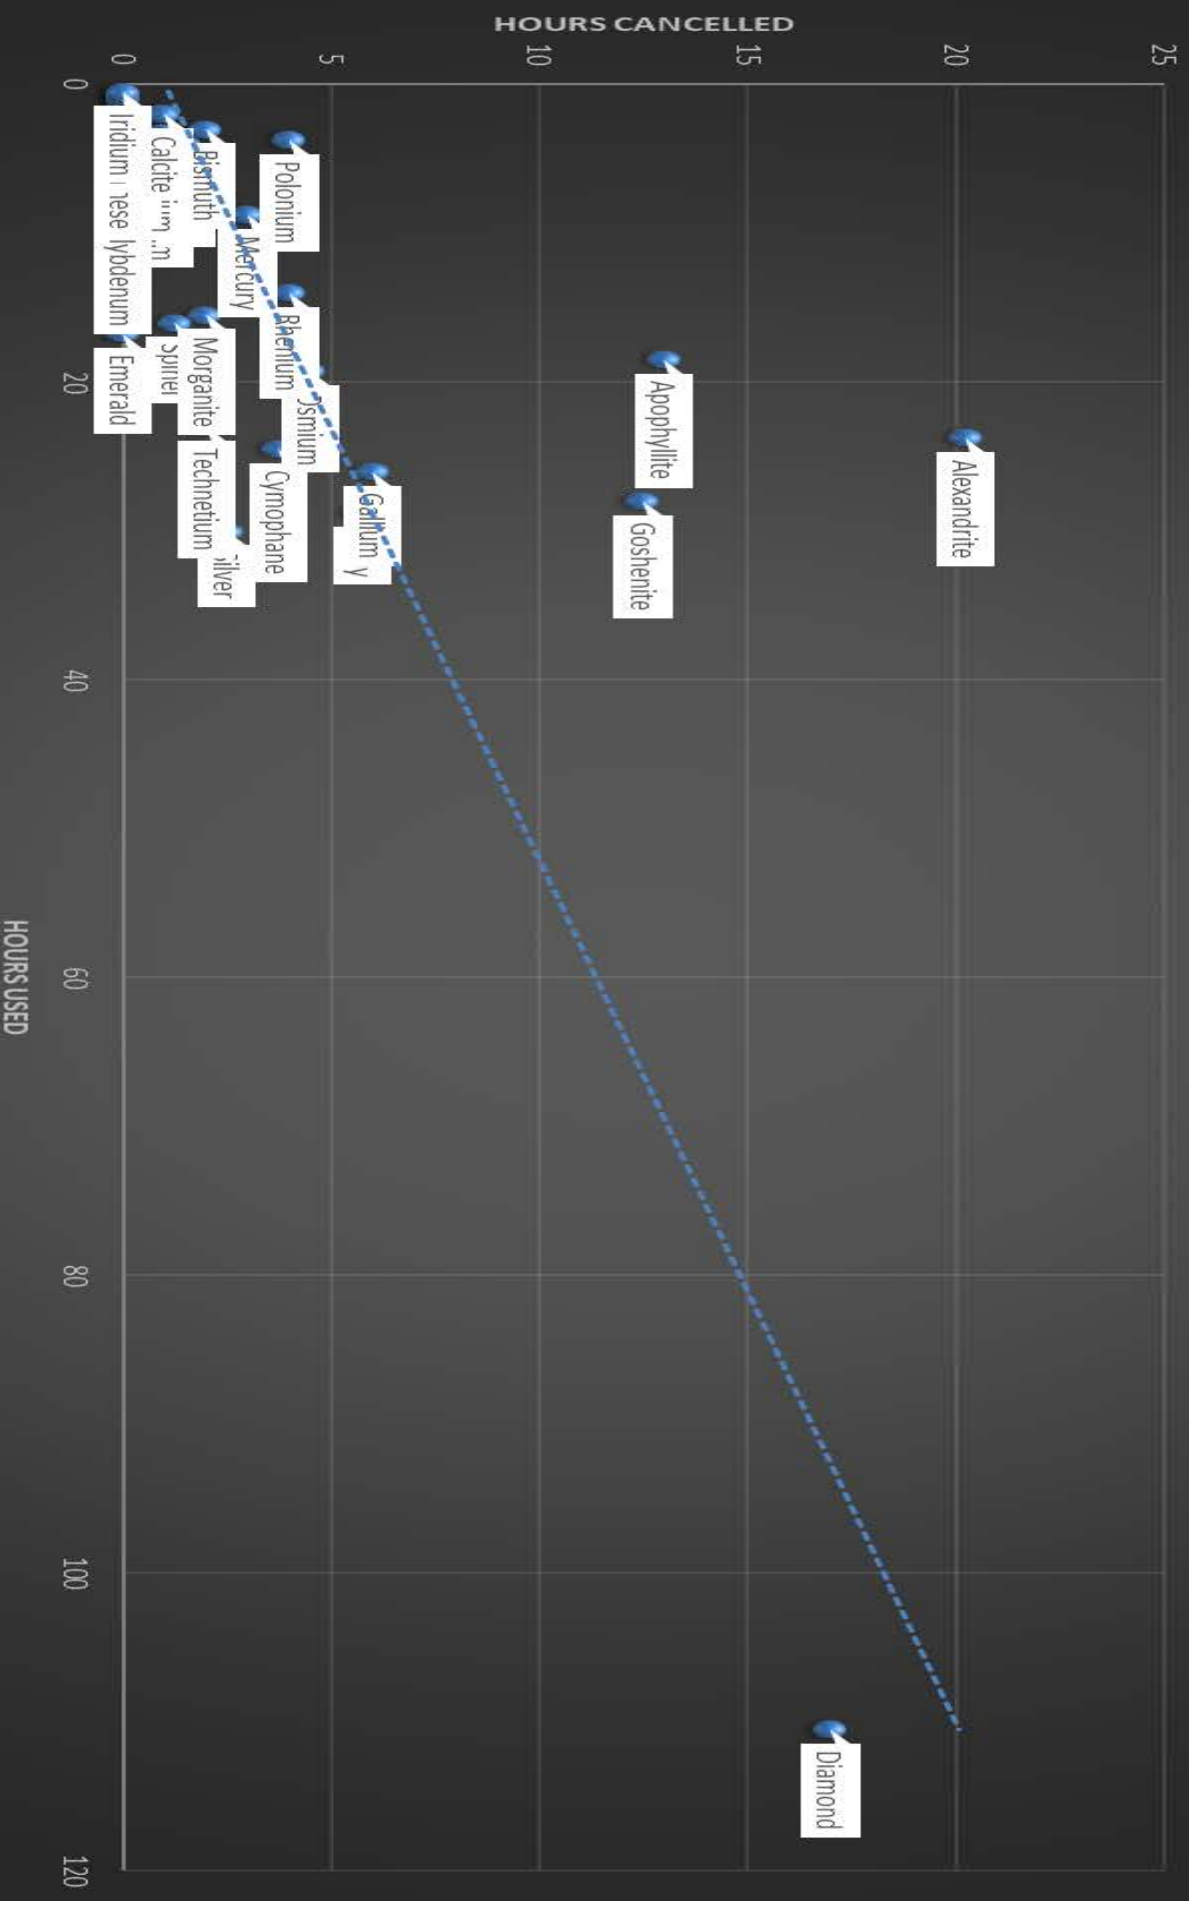 HOURS CANCELLED
25
20
15
10
5
0
0
20
40
60
80
100
120
HOURS USED
Alexandrite
Apophyllite
Goshenite
Diamond
Polonium
Bismuth
Mercury
Calcite
Iridium
Rhenium
Morganite
Emerald
Technetium
Cymophane
Gallium